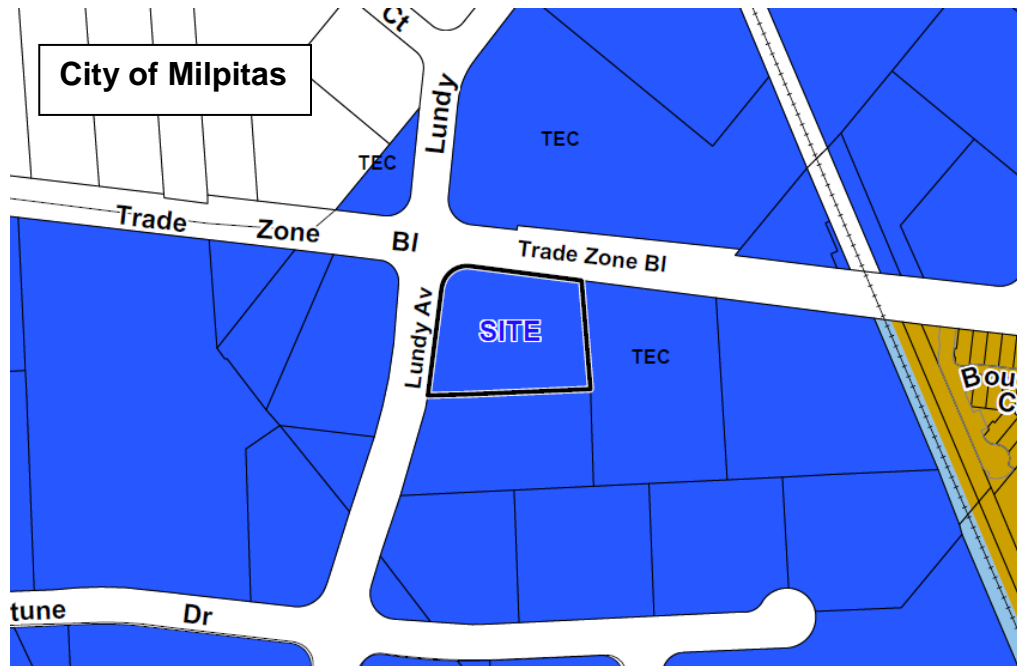 Ct
City of Milpitas
Lundy
TEC
TEC
Trade Zone Bl
Trade Zone Bl
SITE
Lundy Av
TEC
Bou
C
tune Dr